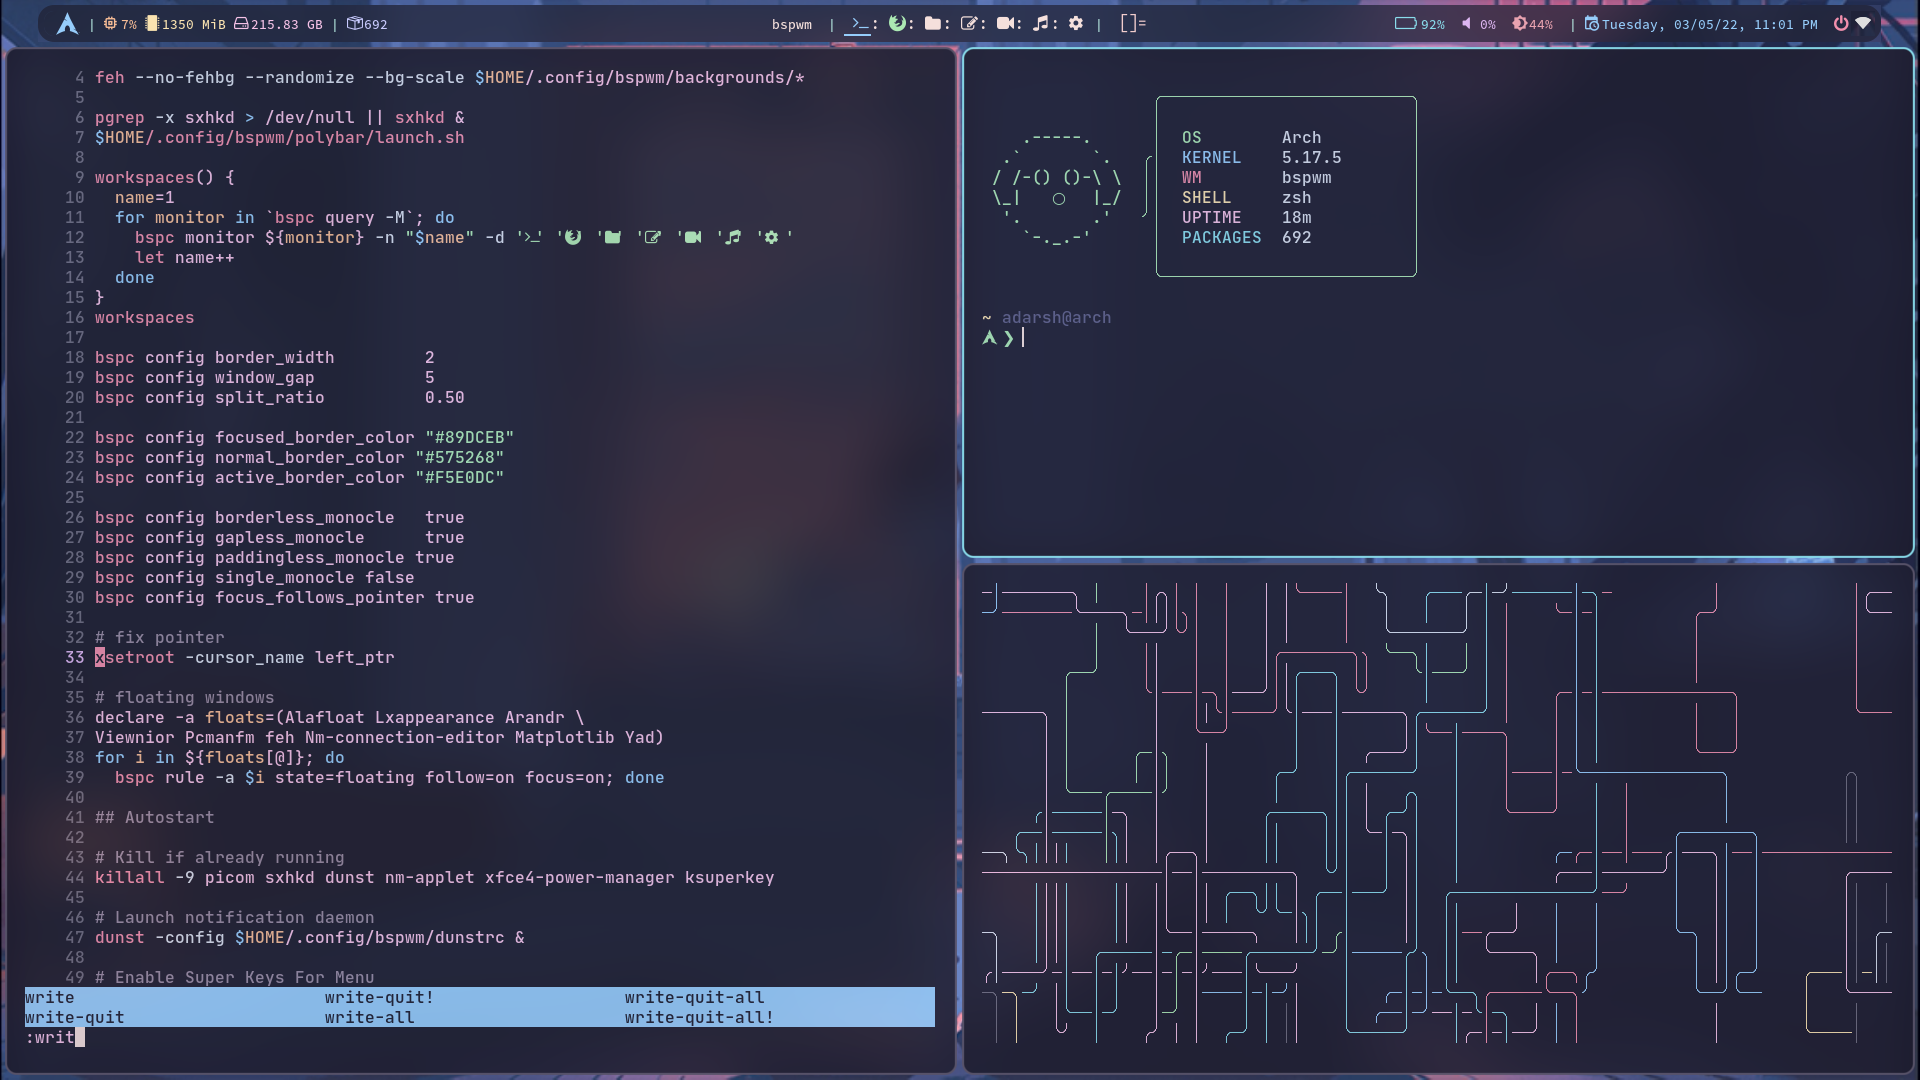 | 7% 1350 MiB 215.83 GB | 692
bspwm | >_: : : : : : | []=
92% 0% 44% | Tuesday, 03/05/22, 11:01 PM
4 feh --no-fehbg --randomize --bg-scale $HOME/.config/bspwm/backgrounds/*
5
6 pgrep -x sxhkd > /dev/null || sxhkd &
7 $HOME/.config/bspwm/polybar/launch.sh
8
9 workspaces() {
10 name=1
11 for monitor in `bspc query -M`; do
12 bspc monitor ${monitor} -n "$name" -d '>_' '' '' '' '' '' ' '
13 let name++
14 done
15 }
16 workspaces
17
18 bspc config border_width 2
19 bspc config window_gap 5
20 bspc config split_ratio 0.50
21
22 bspc config focused_border_color "#89DCEB"
23 bspc config normal_border_color "#575268"
24 bspc config active_border_color "#F5E0DC"
25
26 bspc config borderless_monocle true
27 bspc config gapless_monocle true
28 bspc config paddingless_monocle true
29 bspc config single_monocle false
30 bspc config focus_follows_pointer true
31
32 # fix pointer
33 xsetroot -cursor_name left_ptr
34
35 # floating windows
36 declare -a floats=(Alafloat Lxappearance Arandr \
37 Viewnior Pcmanfm feh Nm-connection-editor Matplotlib Yad)
38 for i in ${floats[@]}; do
39 bspc rule -a $i state=floating follow=on focus=on; done
40
41 ## Autostart
42
43 # Kill if already running
44 killall -9 picom sxhkd dunst nm-applet xfce4-power-manager ksuperkey
45
46 # Launch notification daemon
47 dunst -config $HOME/.config/bspwm/dunstrc &
48
49 # Enable Super Keys For Menu
write write-quit! write-quit-all
write-quit write-all write-quit-all!
:writ
OS Arch
KERNEL 5.17.5
WM bspwm
SHELL zsh
UPTIME 18m
PACKAGES 692
~ adarsh@arch
❯